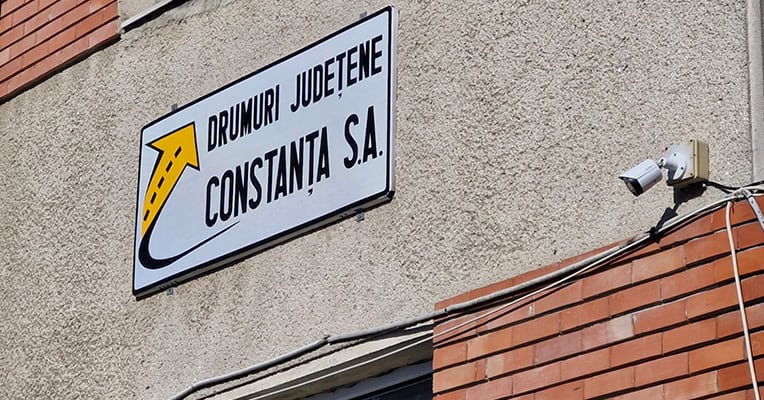 DRUMURI JUDEȚENE
CONSTANȚA S.A.